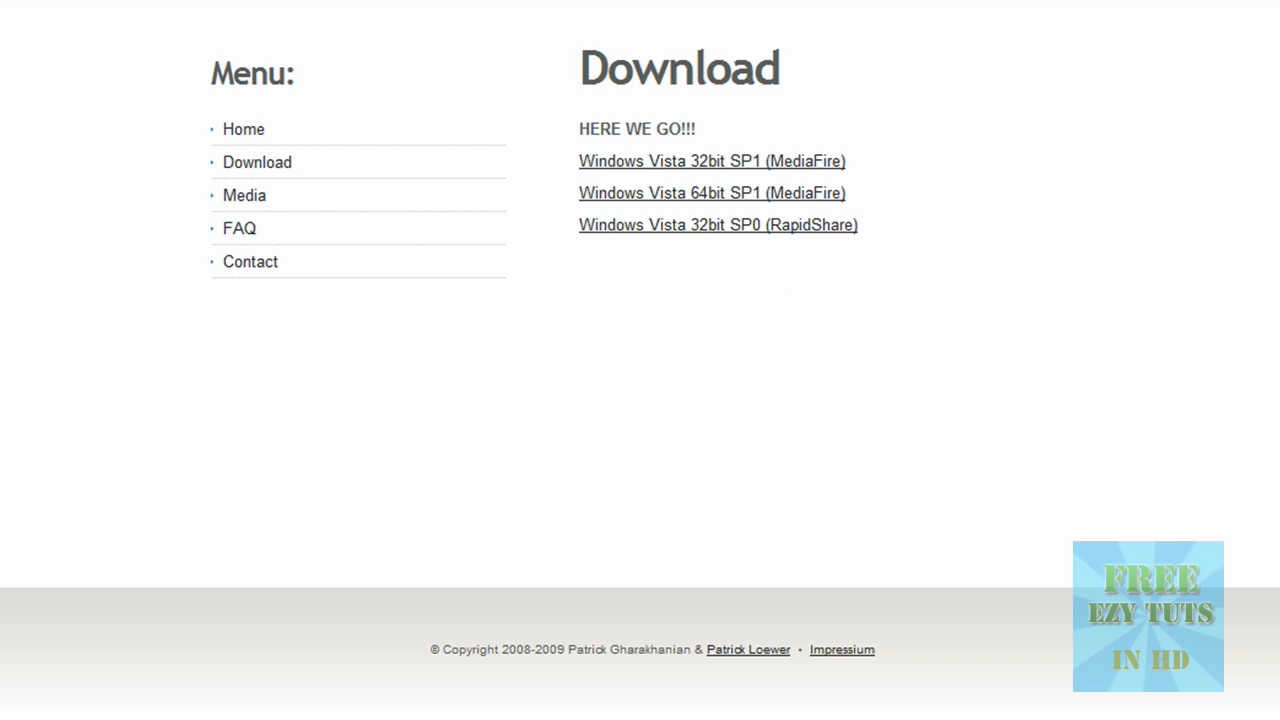 Menu:
Home
Download
Media
FAQ
Contact
Download
HERE WE GO!!!
Windows Vista 32bit SP1 (MediaFire)
Windows Vista 64bit SP1 (MediaFire)
Windows Vista 32bit SP0 (RapidShare)
© Copyright 2008-2009 Patrick Gharakhanian & Patrick Loewer • Impressium
FREE
EZY TUTS
IN HD